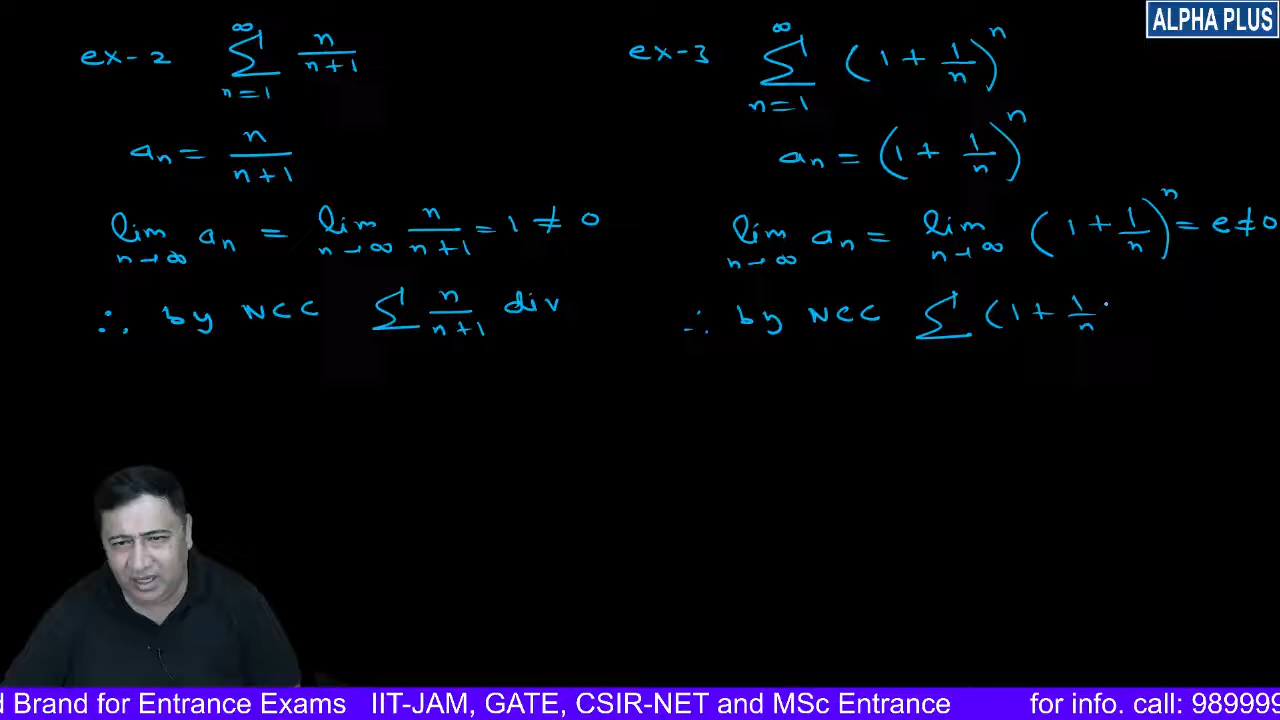 ALPHA PLUS
ex-2 ∑_{n=1}^{∞} n/(n+1)
a_n = n/(n+1)
lim_{n→∞} a_n = lim_{n→∞} n/(n+1) = 1 ≠ 0
∴ by NCC ∑ n/(n+1) div
ex-3 ∑_{n=1}^{∞} (1 + 1/n)^n
a_n = (1 + 1/n)^n
lim_{n→∞} a_n = lim_{n→∞} (1 + 1/n)^n = e ≠ 0
∴ by NCC ∑ (1 + 1/n
d Brand for Entrance Exams IIT-JAM, GATE, CSIR-NET and MSc Entrance for info. call: 989999